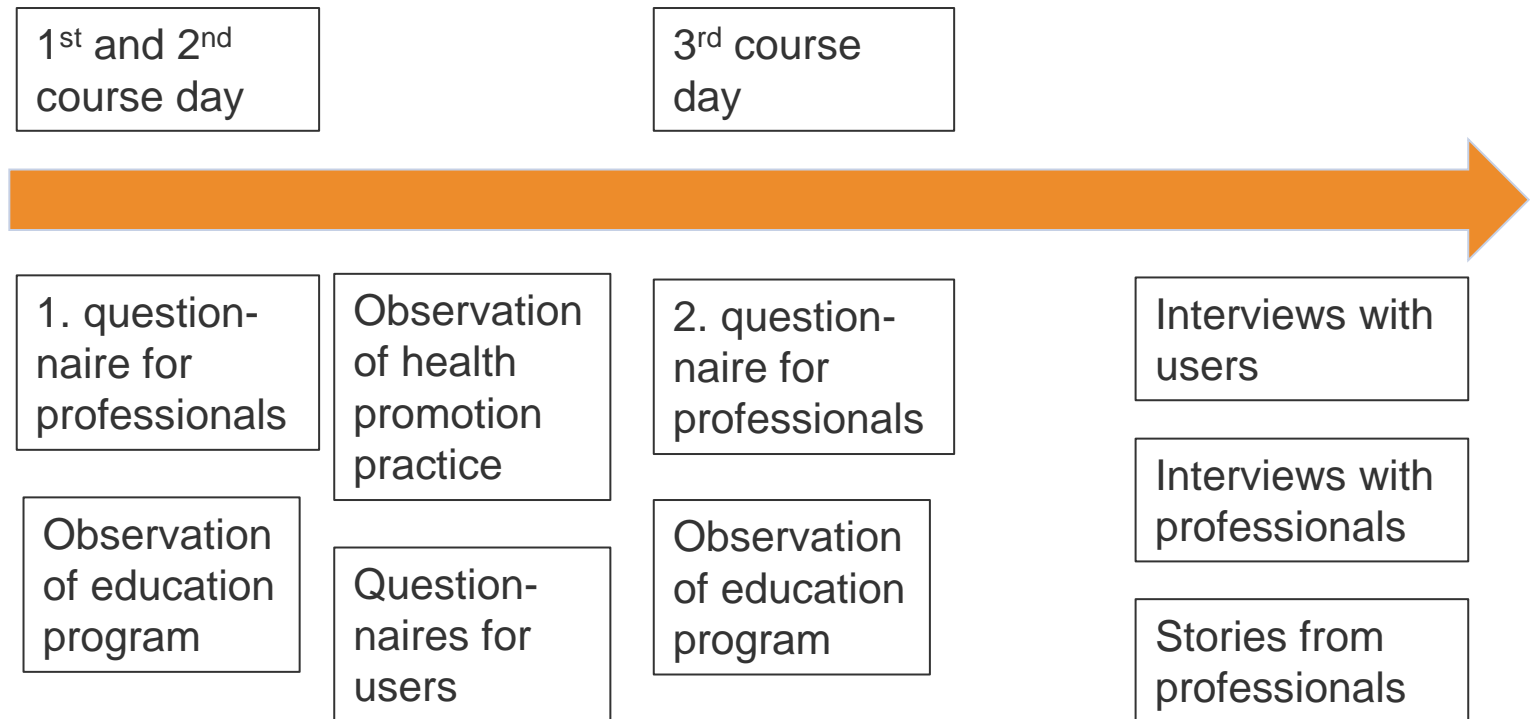 1st and 2nd
course day
3rd course
day
1. question-
naire for
professionals
Observation
of education
program
Observation
of health
promotion
practice
Question-
naires for
users
2. question-
naire for
professionals
Observation
of education
program
Interviews with
users
Interviews with
professionals
Stories from
professionals